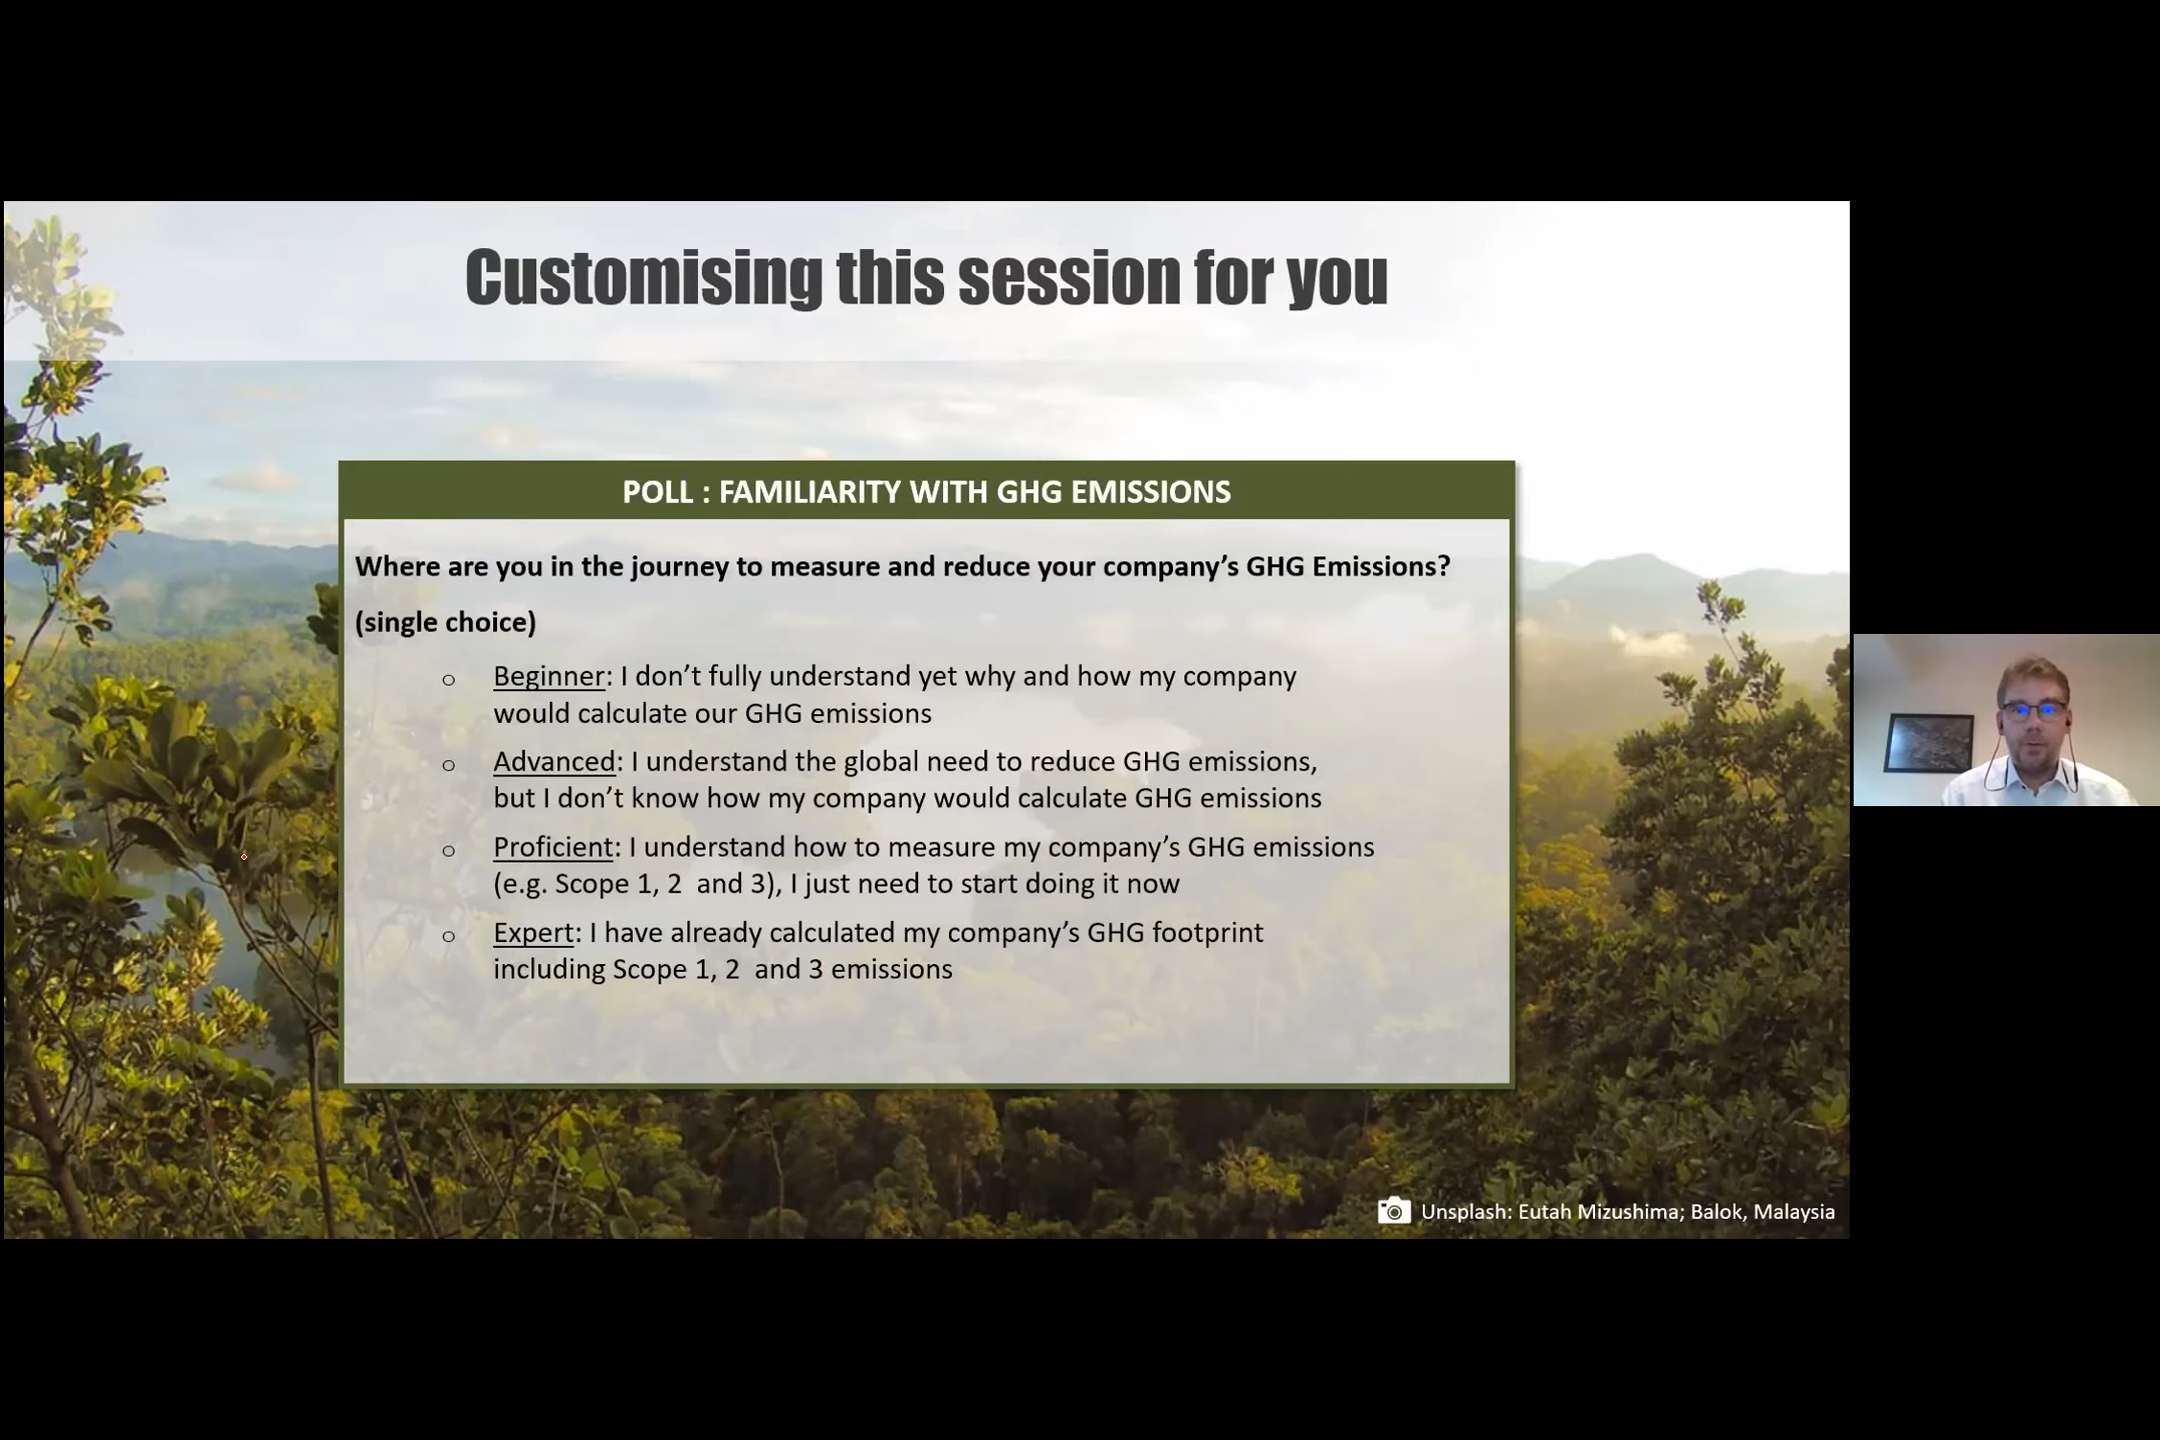 Customising this session for you
POLL : FAMILIARITY WITH GHG EMISSIONS
Where are you in the journey to measure and reduce your company’s GHG Emissions?
(single choice)
o Beginner: I don’t fully understand yet why and how my company
would calculate our GHG emissions
o Advanced: I understand the global need to reduce GHG emissions,
but I don’t know how my company would calculate GHG emissions
o Proficient: I understand how to measure my company’s GHG emissions
(e.g. Scope 1, 2  and 3), I just need to start doing it now
o Expert: I have already calculated my company’s GHG footprint
including Scope 1, 2  and 3 emissions
Unsplash: Eutah Mizushima; Balok, Malaysia